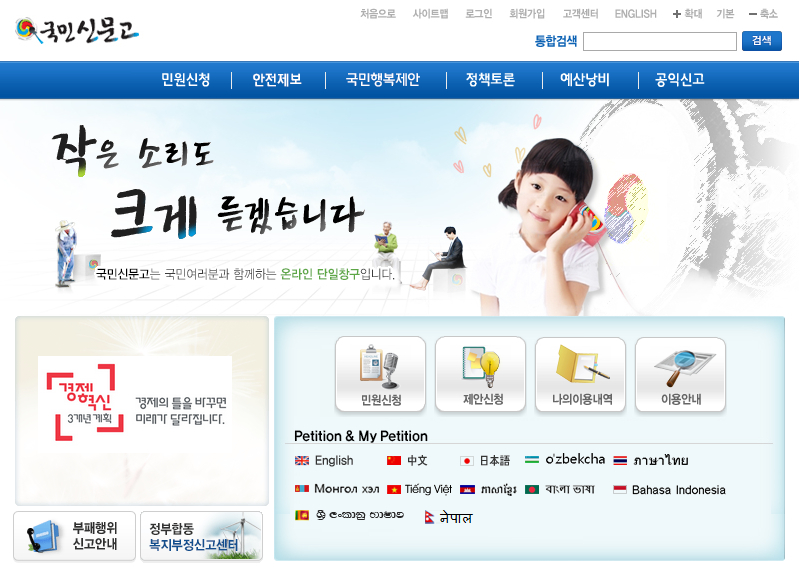 처음으로 사이트맵 로그인 회원가입 고객센터 ENGLISH + 확대 기본 - 축소
국민신문고
통합검색 검색
민원신청 안전제보 국민행복제안 정책토론 예산낭비 공익신고
작은 소리도
크게 듣겠습니다
국민신문고는 국민여러분과 함께하는 온라인 단일창구입니다.
경제
혁신
3개년 계획
경제의 틀을 바꾸면
미래가 달라집니다.
민원신청 제안신청 나의이용내역 이용안내
Petition & My Petition
English 中文 日本語 o'zbekcha ภาษาไทย
Монгол хэл Tiếng Việt ភាសាខ្មែរ বাংলা ভাষা Bahasa Indonesia
ශ්‍රී ලංකානු භාෂාව नेपाल
부패행위
신고안내
정부합동
복지부정신고센터